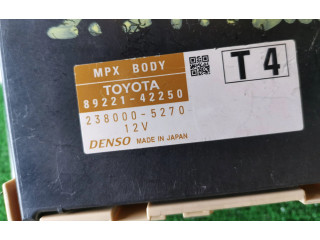 MPX BODY
TOYOTA
89221-42250
238000-5270
12V
DENSO MADE IN JAPAN
T4